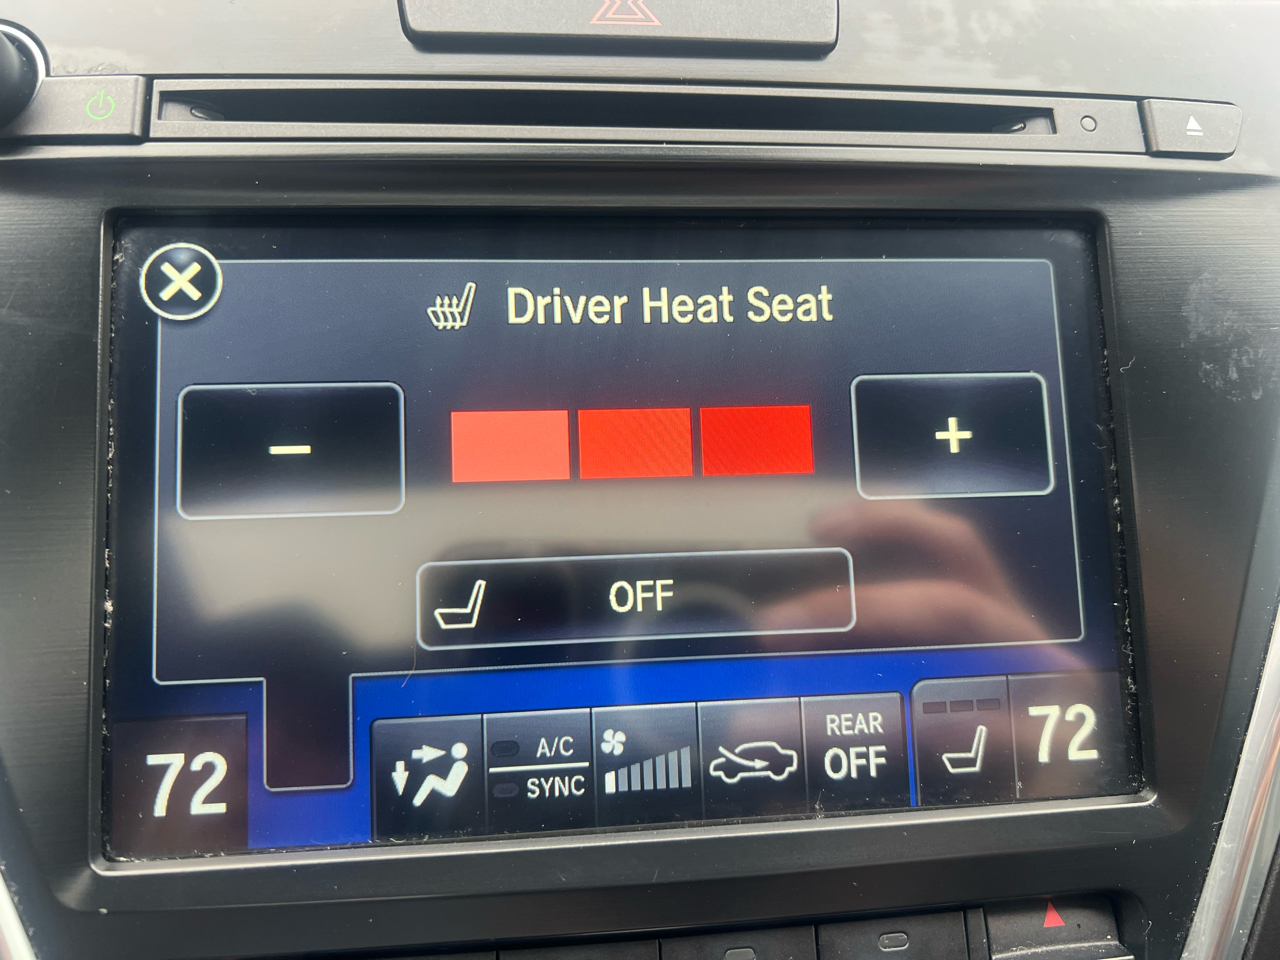 Driver Heat Seat
−
+
OFF
72
A/C
SYNC
REAR
OFF
72